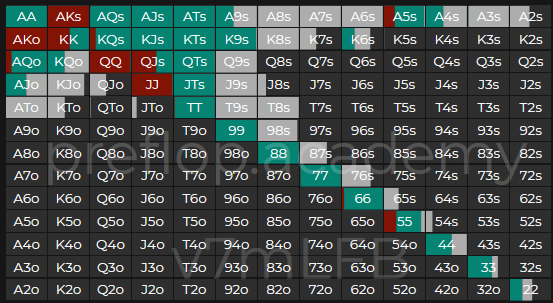 AA AKs AQs AJs ATs A9s A8s A7s A6s A5s A4s A3s A2s
AKo KK KQs KJs KTs K9s K8s K7s K6s K5s K4s K3s K2s
AQo KQo QQ QJs QTs Q9s Q8s Q7s Q6s Q5s Q4s Q3s Q2s
AJo KJo QJo JJ JTs J9s J8s J7s J6s J5s J4s J3s J2s
ATo KTo QTo JTo TT T9s T8s T7s T6s T5s T4s T3s T2s
A9o K9o Q9o J9o T9o 99 98s 97s 96s 95s 94s 93s 92s
A8o K8o Q8o J8o T8o 98o 88 87s 86s 85s 84s 83s 82s
preflop.academy
A7o K7o Q7o J7o T7o 97o 87o 77 76s 75s 74s 73s 72s
A6o K6o Q6o J6o T6o 96o 86o 76o 66 65s 64s 63s 62s
A5o K5o Q5o J5o T5o 95o 85o 75o 65o 55 54s 53s 52s
A4o K4o Q4o J4o T4o 94o 84o 74o 64o 54o 44 43s 42s
v7mLFB
A3o K3o Q3o J3o T3o 93o 83o 73o 63o 53o 43o 33 32s
A2o K2o Q2o J2o T2o 92o 82o 72o 62o 52o 42o 32o 22